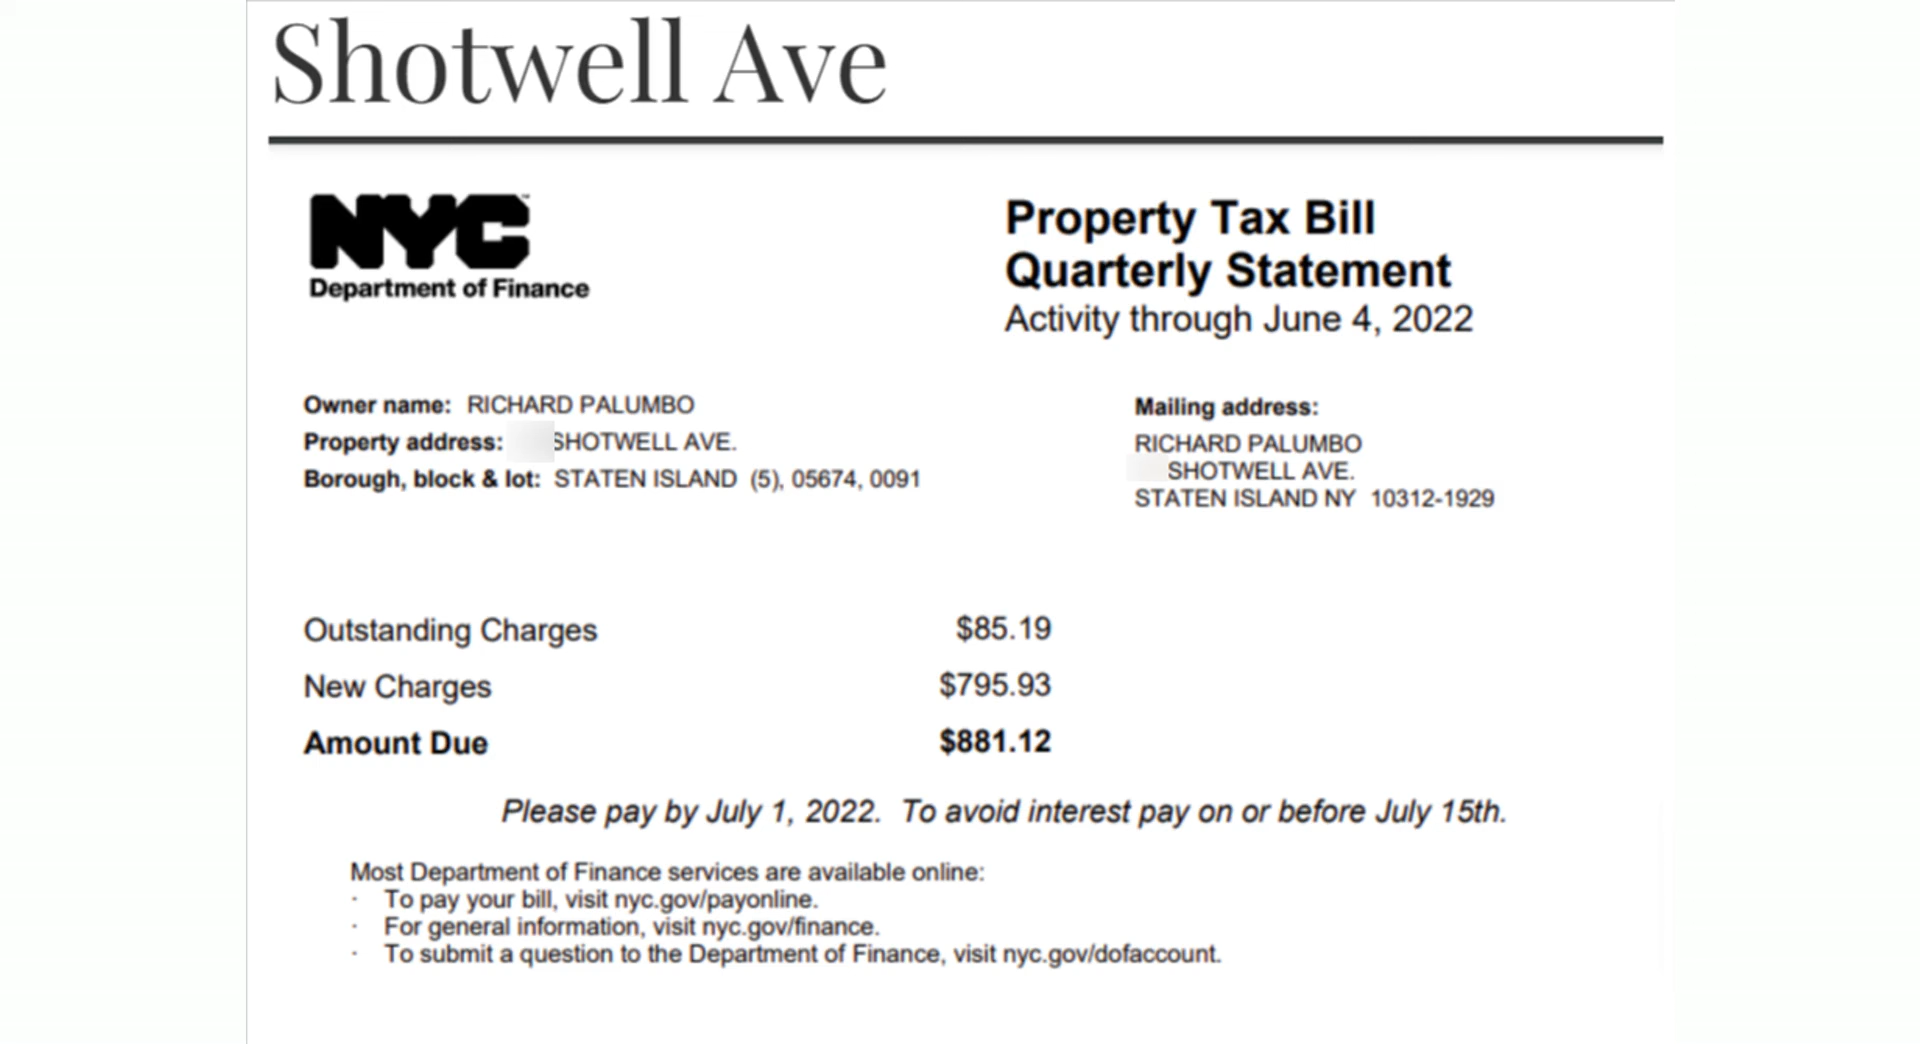 Shotwell Ave
NYC™
Department of Finance
Property Tax Bill
Quarterly Statement
Activity through June 4, 2022
Owner name: RICHARD PALUMBO
Property address: SHOTWELL AVE.
Borough, block & lot: STATEN ISLAND (5), 05674, 0091
Mailing address:
RICHARD PALUMBO
SHOTWELL AVE.
STATEN ISLAND NY 10312-1929
Outstanding Charges $85.19
New Charges $795.93
Amount Due $881.12
Please pay by July 1, 2022. To avoid interest pay on or before July 15th.
Most Department of Finance services are available online:
· To pay your bill, visit nyc.gov/payonline.
· For general information, visit nyc.gov/finance.
· To submit a question to the Department of Finance, visit nyc.gov/dofaccount.